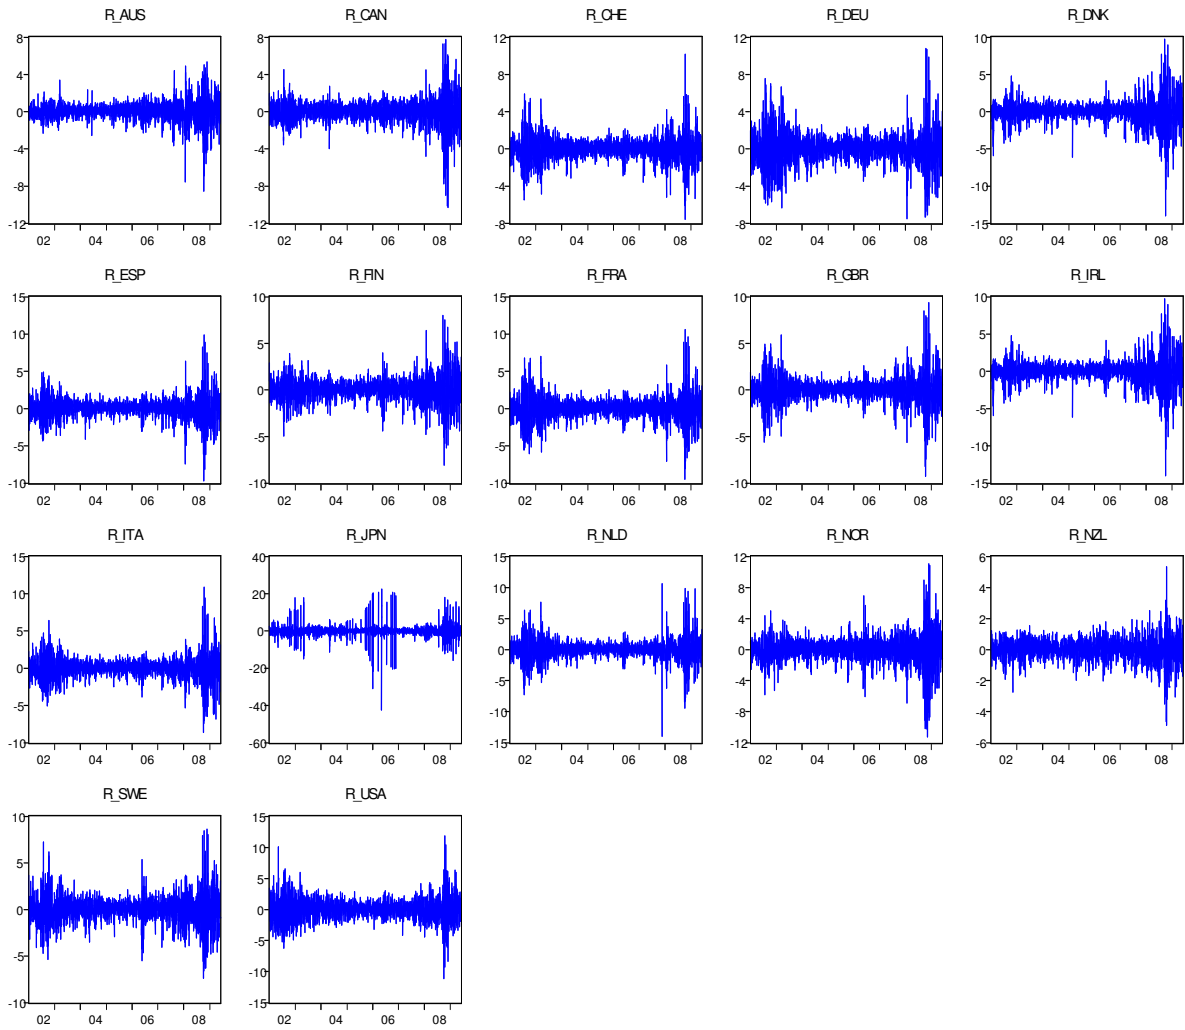 R_AUS R_CAN R_CHE R_DEU R_DNK
8 8 12 12 10
4 4 8 8 5
0 0 4 4 0
-4 -4 0 0 -5
-8 -8 -4 -4 -10
-12 -12 -8 -8 -15
02 04 06 08 02 04 06 08 02 04 06 08 02 04 06 08 02 04 06 08
R_ESP R_FIN R_FRA R_GBR R_IRL
15 10 15 10 10
10 5 10 5 5
5 0 5 0 0
0 -5 0 -5 -5
-5 -10 -5 -10 -10
-10 -10 -15
02 04 06 08 02 04 06 08 02 04 06 08 02 04 06 08 02 04 06 08
R_ITA R_JPN R_NLD R_NOR R_NZL
15 40 15 12 6
10 20 10 8 4
5 0 5 4 2
0 -20 0 0 0
-5 -40 -5 -4 -2
-10 -60 -10 -8 -4
-15 -12 -6
02 04 06 08 02 04 06 08 02 04 06 08 02 04 06 08 02 04 06 08
R_SWE R_USA
10 15
5 10
0 5
-5 0
-10 -5
-10
-15
02 04 06 08 02 04 06 08